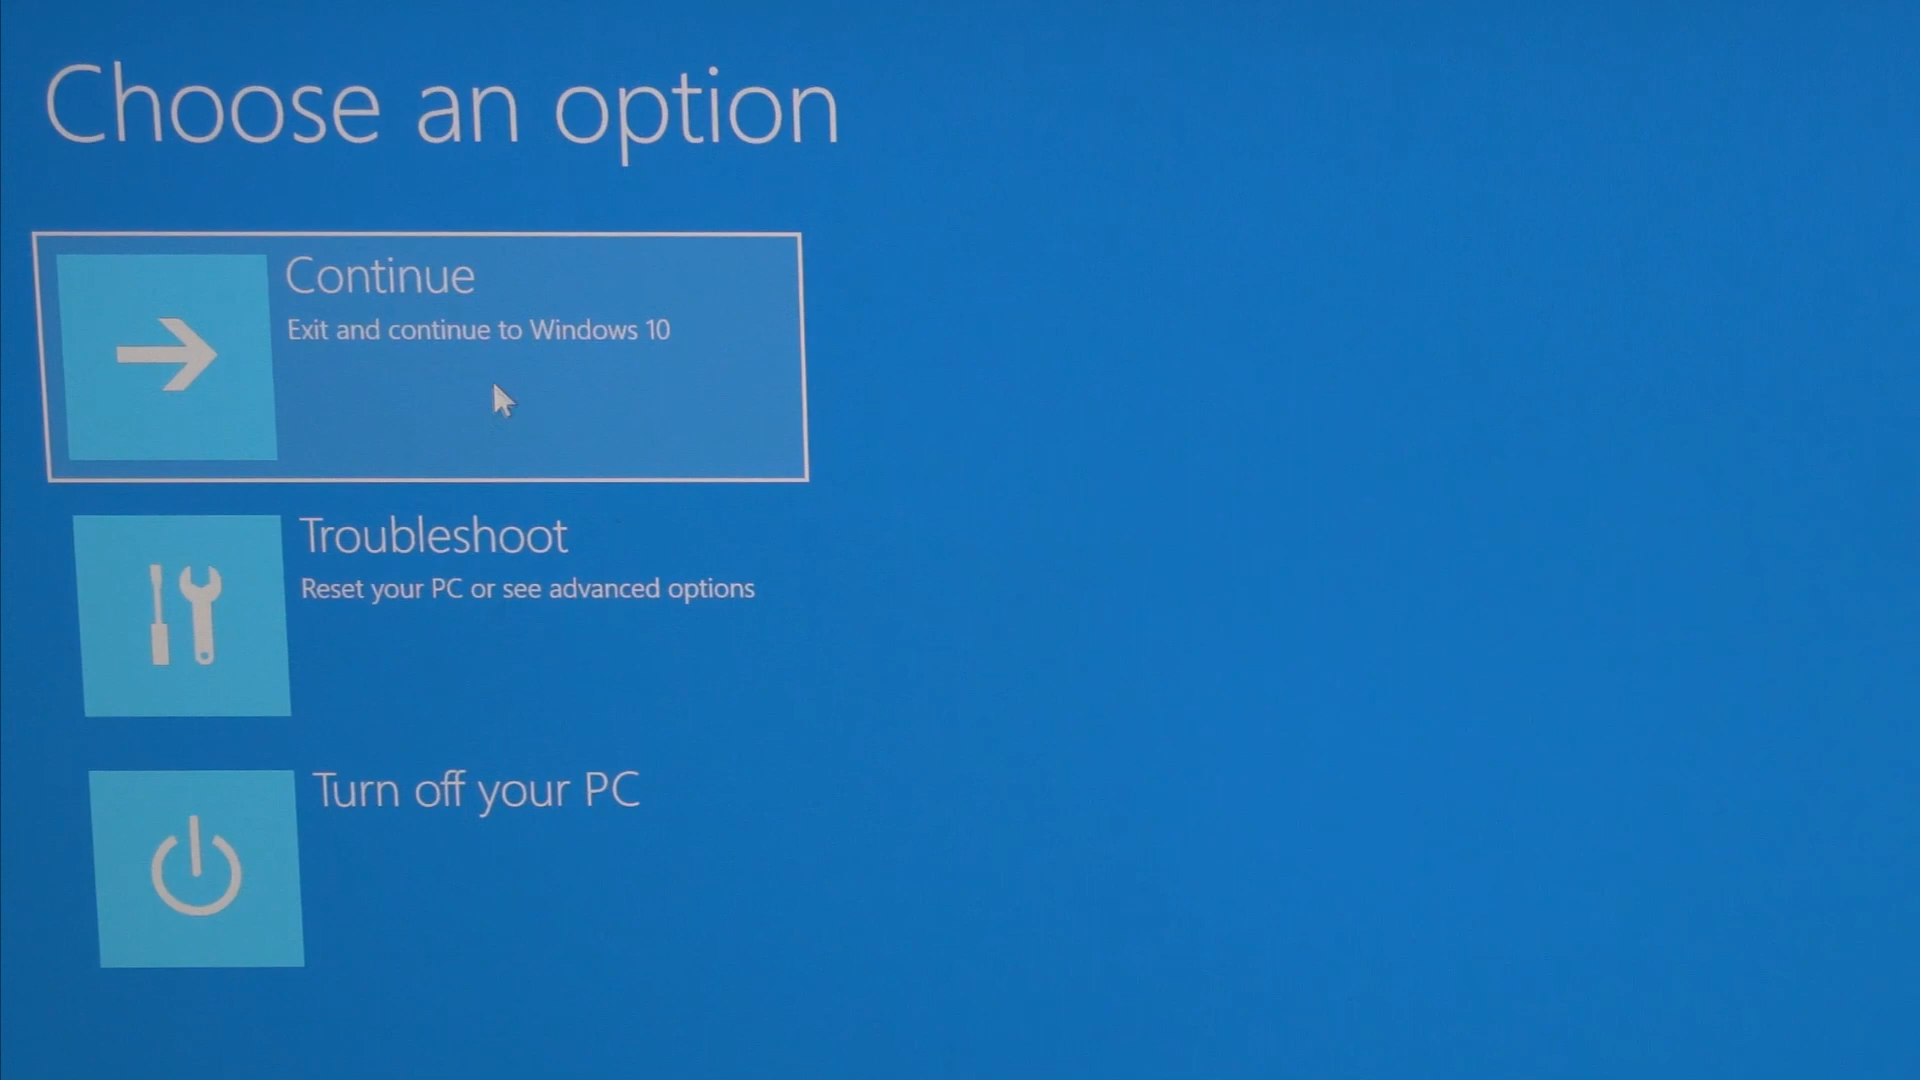 Choose an option
Continue
Exit and continue to Windows 10
Troubleshoot
Reset your PC or see advanced options
Turn off your PC